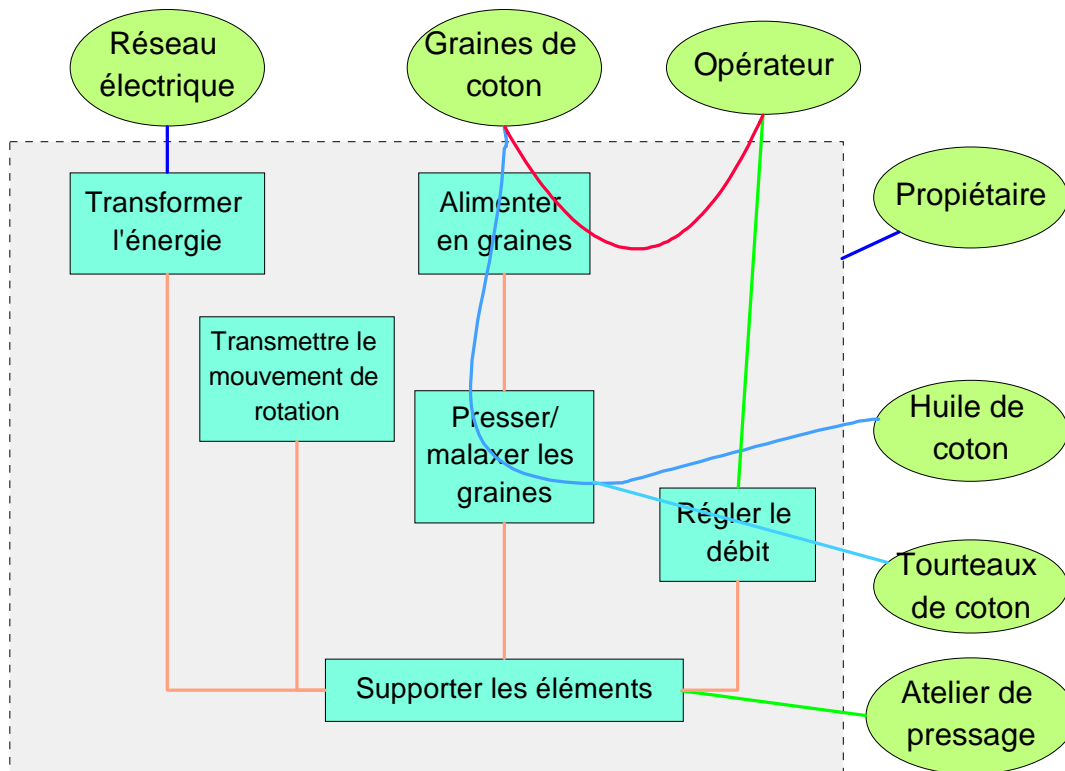 Réseau
électrique
Graines de
coton
Opérateur
Propiétaire
Transformer
l'énergie
Alimenter
en graines
Transmettre le
mouvement de
rotation
Presser/
malaxer les
graines
Huile de
coton
Régler le
débit
Tourteaux
de coton
Supporter les éléments
Atelier de
pressage